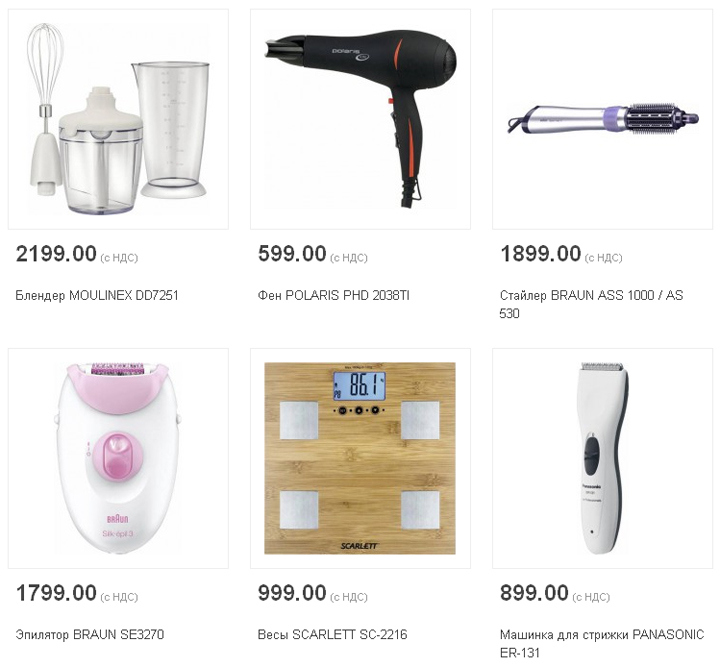 polaris
2199.00 (с НДС)
599.00 (с НДС)
1899.00 (с НДС)
Блендер MOULINEX DD7251
Фен POLARIS PHD 2038TI
Стайлер BRAUN ASS 1000 / AS
530
86.1
BRAUN
Silk·épil 3
SCARLETT
Panasonic
1799.00 (с НДС)
999.00 (с НДС)
899.00 (с НДС)
Эпилятор BRAUN SE3270
Весы SCARLETT SC-2216
Машинка для стрижки PANASONIC
ER-131